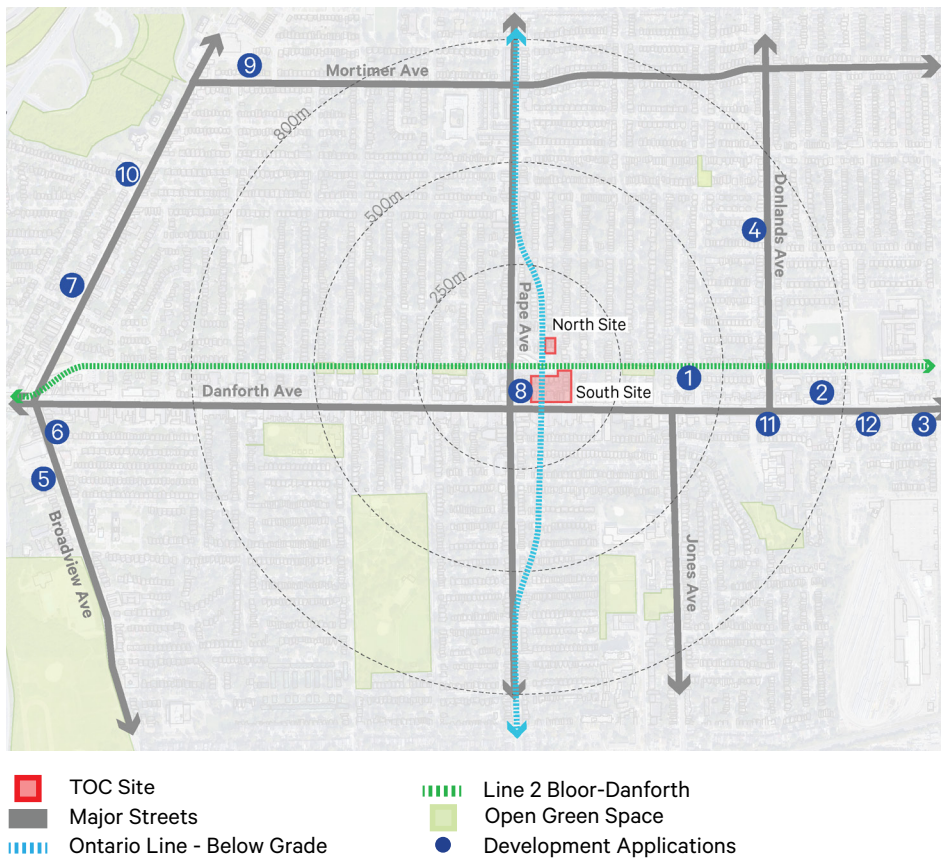 9
Mortimer Ave
800m
10
500m
Donlands Ave
4
7
250m
Pape Ave
North Site
1
Danforth Ave
8
South Site
2
6
11
12
3
5
Broadview Ave
Jones Ave
TOC Site
Major Streets
Ontario Line - Below Grade
Line 2 Bloor-Danforth
Open Green Space
Development Applications